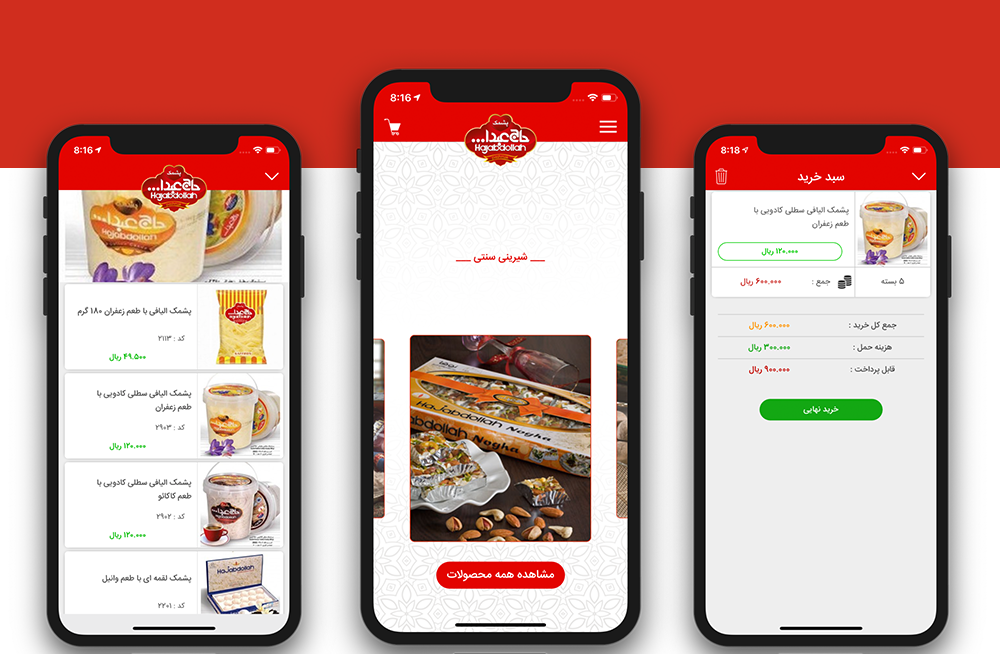 8:16
پشمک
حاج عبدا...
Hajabdollah
حاج عبدا...
Hajabdollah
پشمک الیافی با طعم زعفران ۱۸۰ گرم
کد : ۲۱۱۳
۴۹.۵۰۰ ریال
پشمک الیافی سطلی کادویی با
طعم زعفران
کد : ۲۹۰۳
۱۲۰.۰۰۰ ریال
پشمک الیافی سطلی کادویی با
طعم کاکائو
کد : ۲۹۰۲
۱۲۰.۰۰۰ ریال
پشمک لقمه ای با طعم وانیل
کد : ۲۲۰۱
HaJabdollah
8:16
پشمک
حاج عبدا...
Hajabdollah
شیرینی سنتی
HaJabdollah Nogha
abdollah Nogha
مشاهده همه محصولات
8:18
سبد خرید
پشمک الیافی سطلی کادویی با
طعم زعفران
۱۲۰.۰۰۰ ریال
۵ بسته
جمع : ۶۰۰.۰۰۰ ریال
جمع کل خرید : ۶۰۰.۰۰۰ ریال
هزینه حمل : ۳۰۰.۰۰۰ ریال
قابل پرداخت : ۹۰۰.۰۰۰ ریال
خرید نهایی